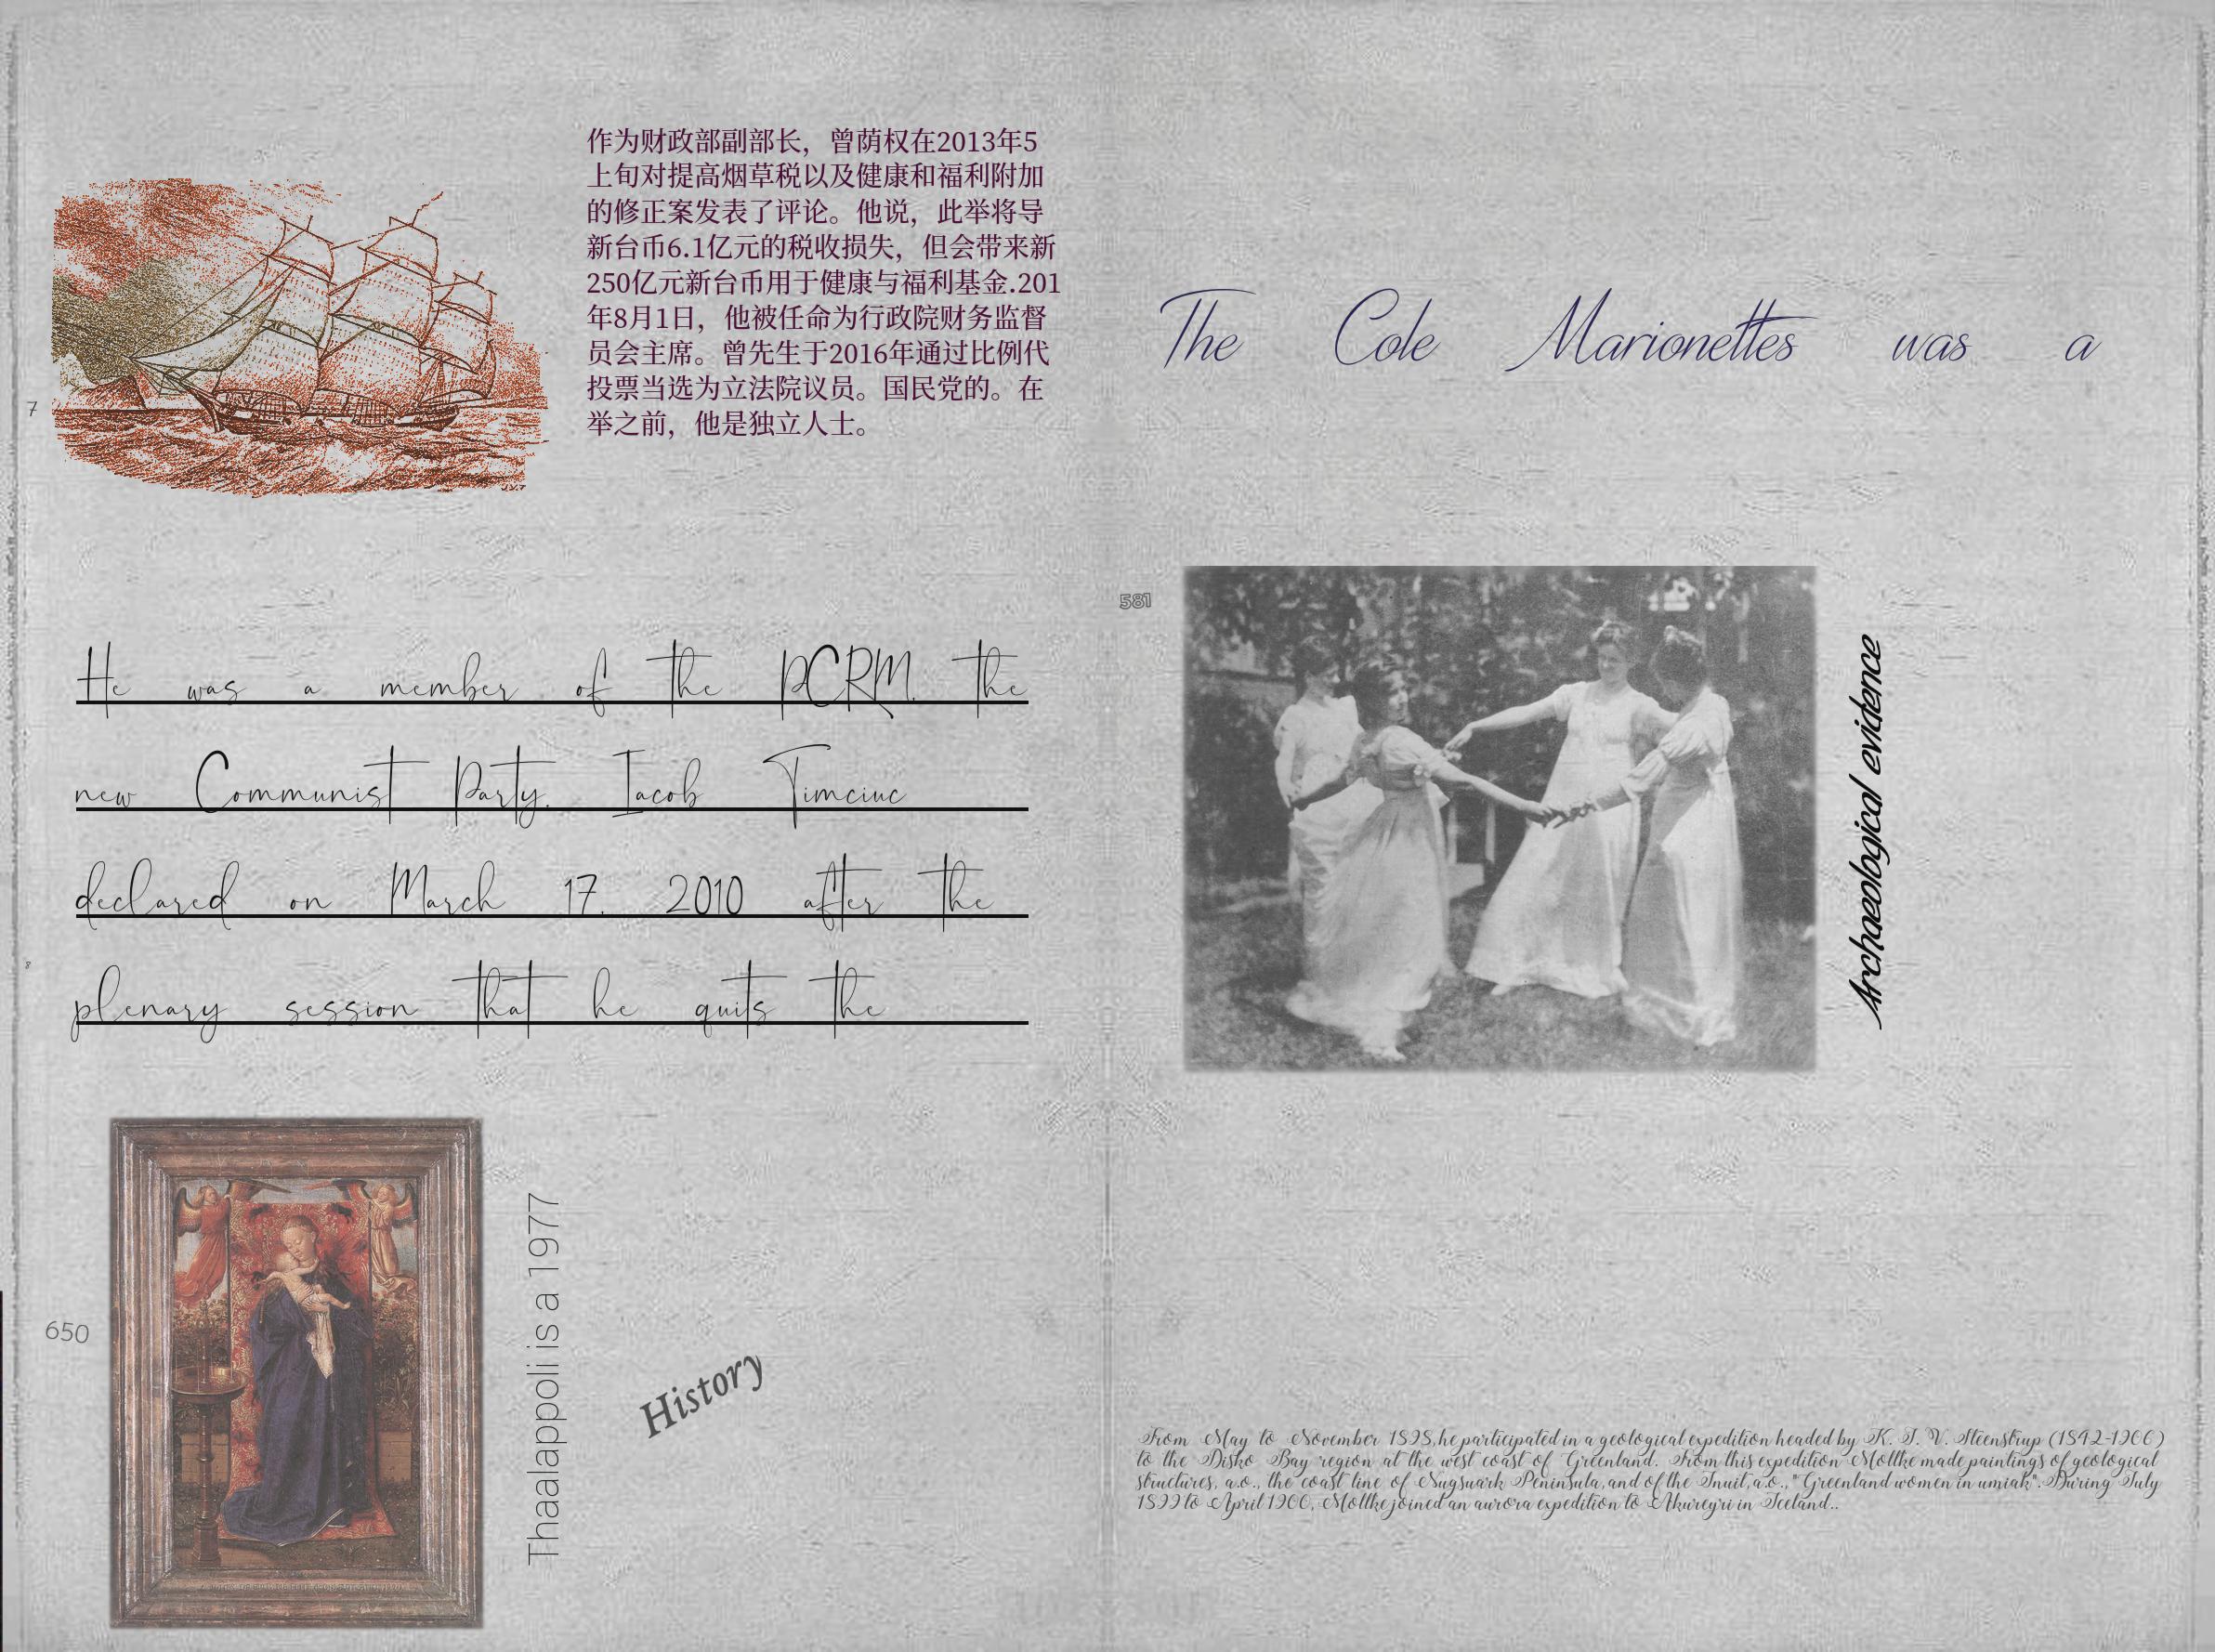 作为财政部副部长，曾荫权在2013年5
上旬对提高烟草税以及健康和福利附加
的修正案发表了评论。他说，此举将导
新台币6.1亿元的税收损失，但会带来新
250亿元新台币用于健康与福利基金.201
年8月1日，他被任命为行政院财务监督
员会主席。曾先生于2016年通过比例代
投票当选为立法院议员。国民党的。在
举之前，他是独立人士。
7
He was a member of the PCRM, the
new Communist Party. Iacob Timciuc
declared on March 17, 2010 after the
plenary session that he quits the
8
650
Thaalappoli is a 1977
History
The Cole Marionettes was a
581
Archaeological evidence
From May to November 1898, he participated in a geological expedition headed by K. J. V. Steenstrup (1842-1900)
to the Disko Bay region at the west coast of Greenland. From this expedition Moltke made paintings of geological
structures, a.o., the coast line of Nugsuark Peninsula, and of the Inuit, a.o., "Greenland women in umiak". During July
1899 to April 1900, Moltke joined an aurora expedition to Akureyri in Iceland..